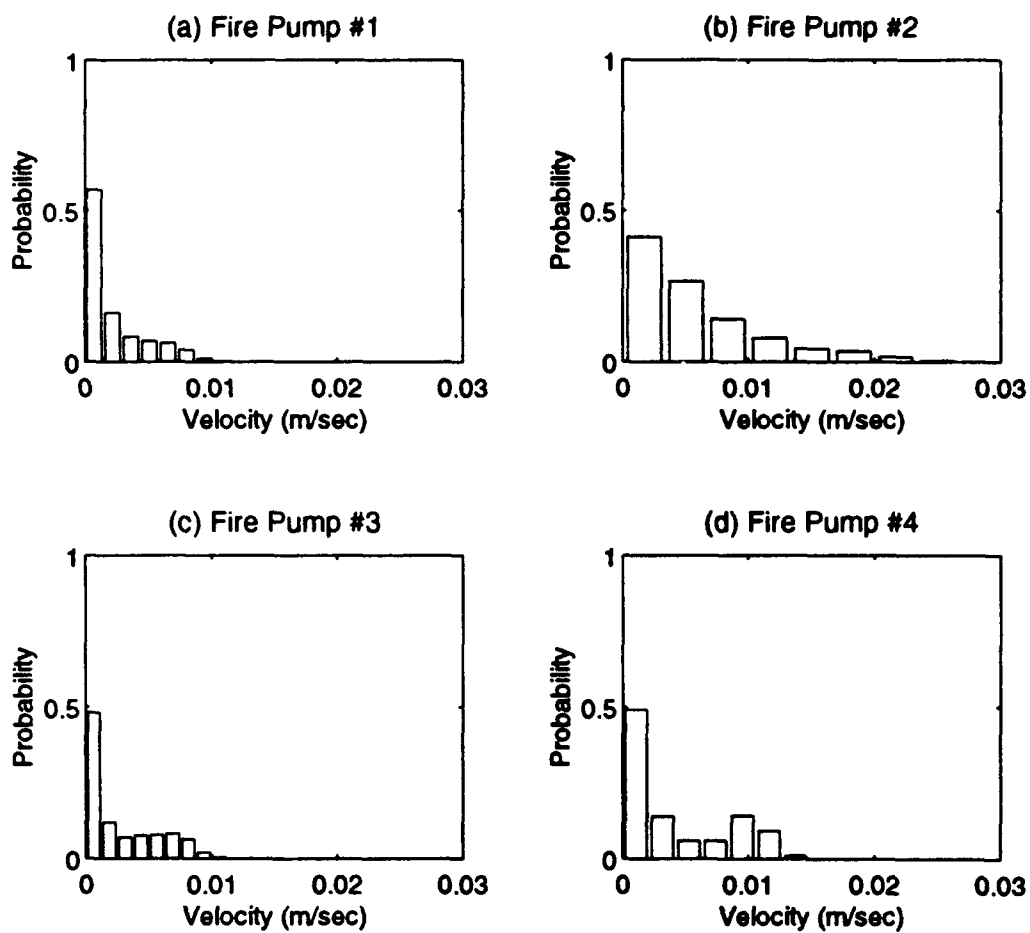 (a) Fire Pump #1
1
0.5
0
Probability
0 0.01 0.02 0.03
Velocity (m/sec)
(b) Fire Pump #2
1
0.5
0
Probability
0 0.01 0.02 0.03
Velocity (m/sec)
(c) Fire Pump #3
1
0.5
0
Probability
0 0.01 0.02 0.03
Velocity (m/sec)
(d) Fire Pump #4
1
0.5
0
Probability
0 0.01 0.02 0.03
Velocity (m/sec)